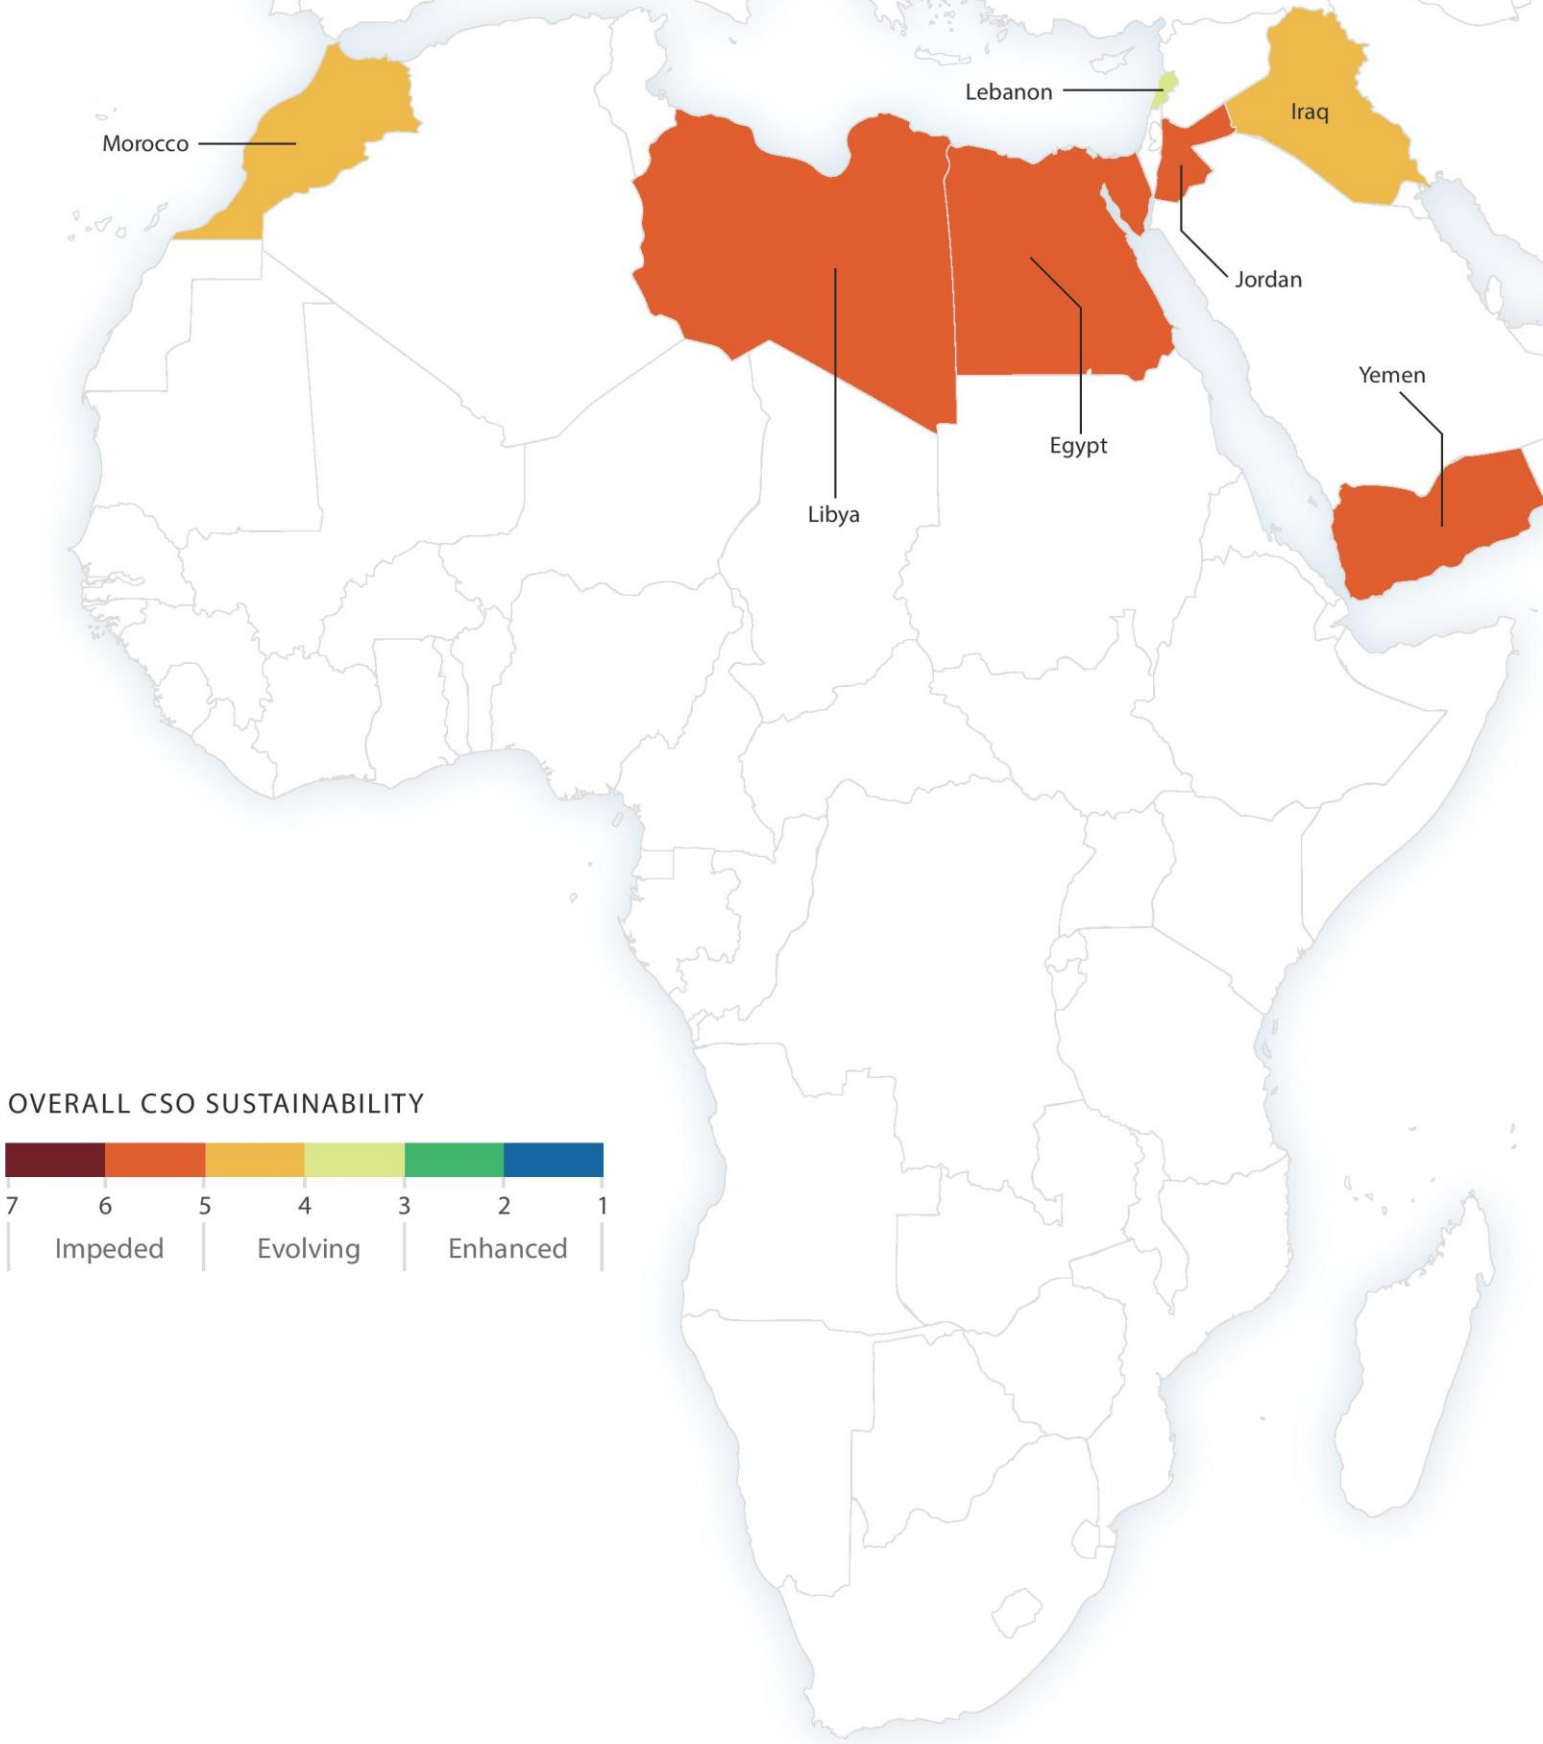 Lebanon
Iraq
Morocco
Jordan
Yemen
Egypt
Libya
OVERALL CSO SUSTAINABILITY
7 6 5 4 3 2 1
Impeded Evolving Enhanced